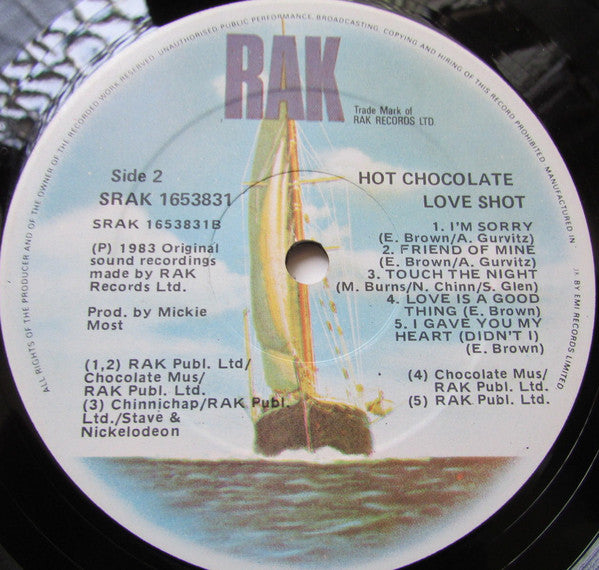 ALL RIGHTS OF THE PRODUCER AND OF THE OWNER OF THE RECORDED WORK RESERVED. UNAUTHORISED PUBLIC PERFORMANCE, BROADCASTING, COPYING AND HIRING OF THIS RECORD PROHIBITED. MANUFACTURED IN
BY EMI RECORDS LIMITED
RAK
Trade Mark of
RAK RECORDS LTD.
Side 2
SRAK 1653831
SRAK 1653831B
(P) 1983 Original
sound recordings
made by RAK
Records Ltd.
Prod. by Mickie
Most
(1,2) RAK Publ. Ltd/
Chocolate Mus/
RAK Publ. Ltd.
(3) Chinnichap/RAK Publ.
Ltd./Stave &
Nickelodeon
HOT CHOCOLATE
LOVE SHOT
1. I'M SORRY
(E. Brown/A. Gurvitz)
2. FRIEND OF MINE
(E. Brown/A. Gurvitz)
3. TOUCH THE NIGHT
(M. Burns/N. Chinn/S. Glen)
4. LOVE IS A GOOD
THING (E. Brown)
5. I GAVE YOU MY
HEART (DIDN'T I)
(E. Brown)
(4) Chocolate Mus/
RAK Publ. Ltd.
(5) RAK Publ. Ltd.